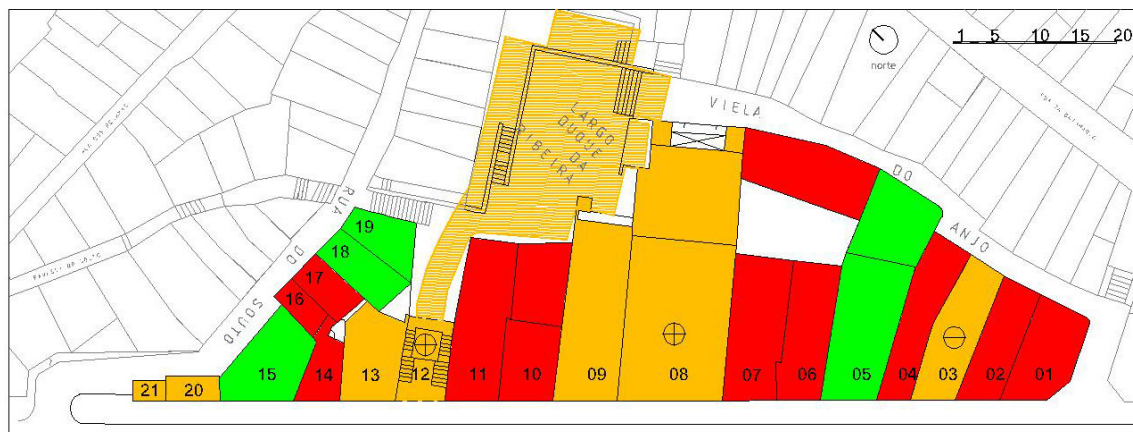 1 5 10 15 20
norte
VIELA
DO
ANJO
LARGO
DUQUE
DA
RIBEIRA
RUA
DO
SOUTO
19
18
17
16
15
14
13
12
11
10
09
08
07
06
05
04
03
02
01
20
21